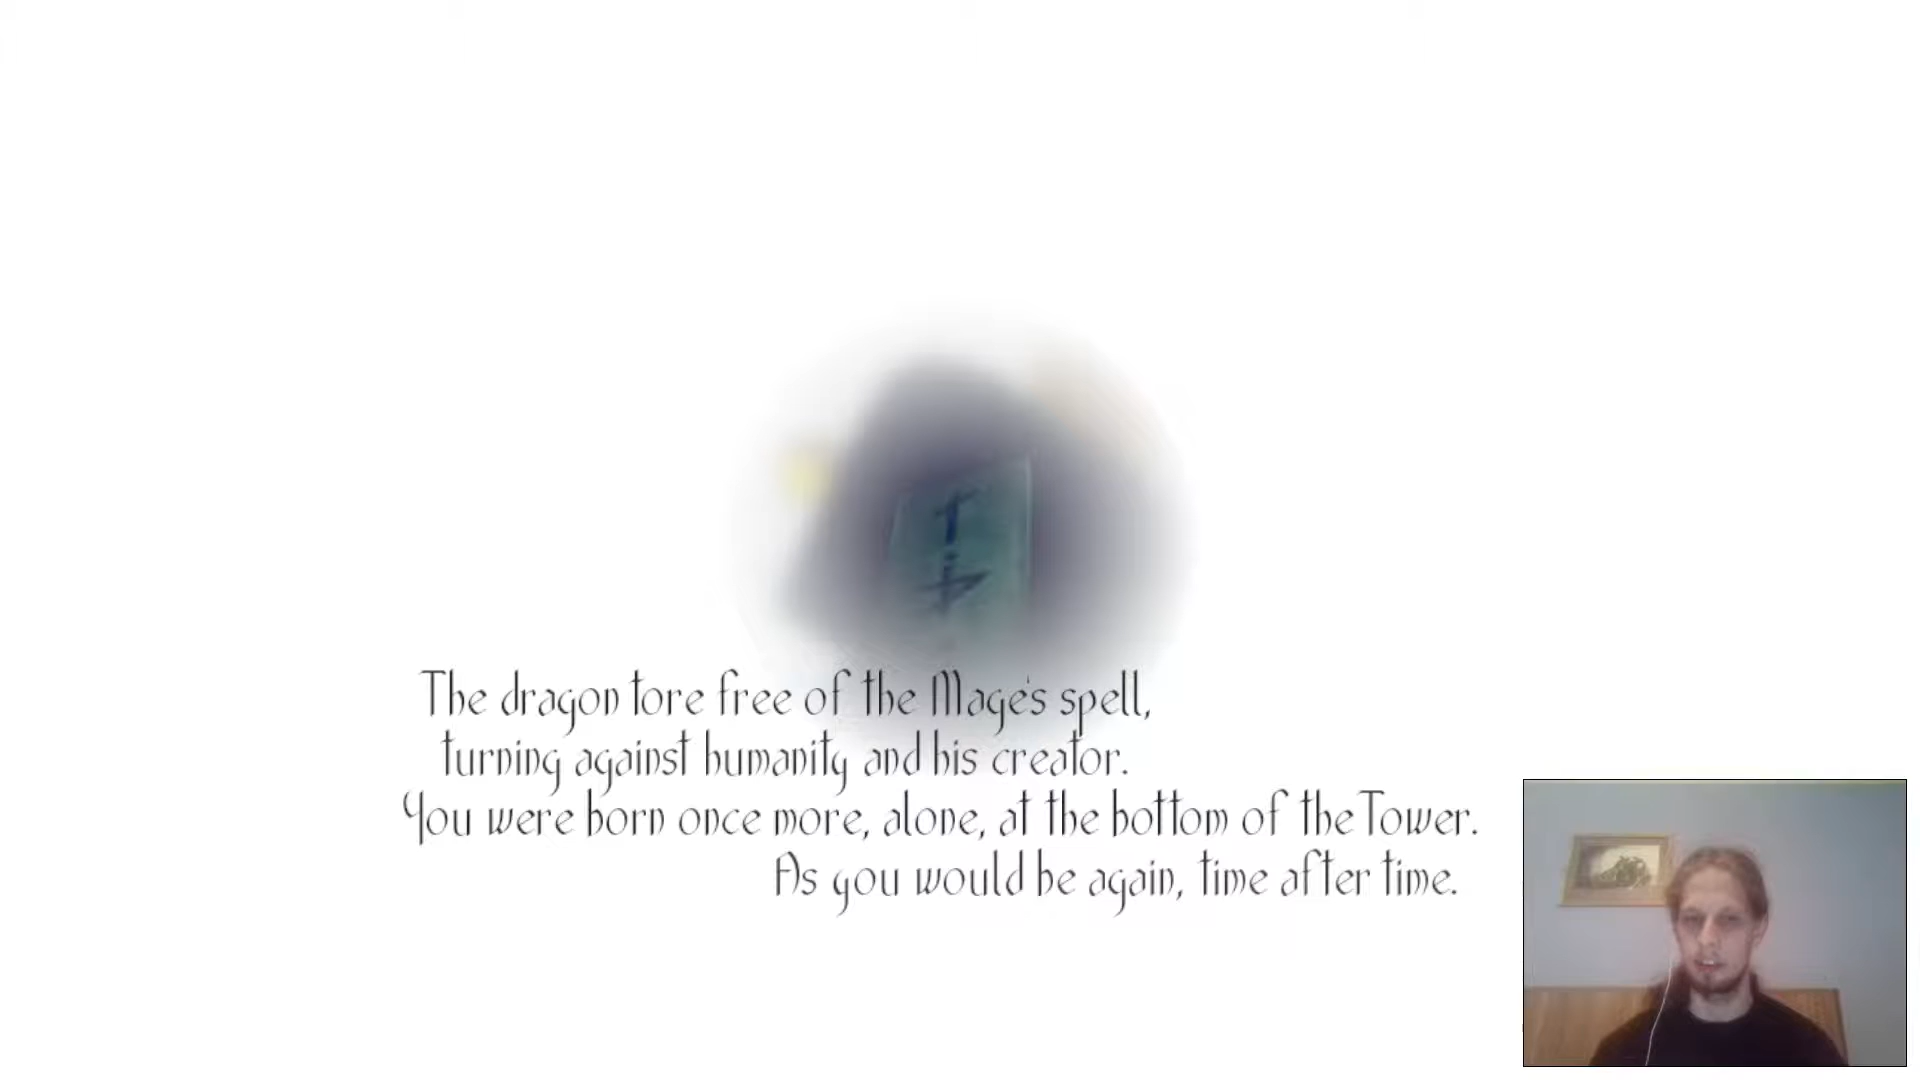 The dragon tore free of the Mage's spell,
turning against humanity and his creator.
You were born once more, alone, at the bottom of the Tower.
As you would be again, time after time.